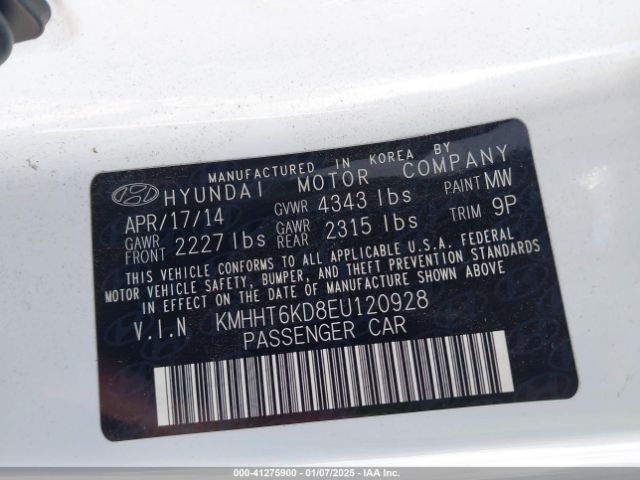 MANUFACTURED IN KOREA BY
HYUNDAI MOTOR COMPANY
APR/17/14 GVWR 4343 lbs PAINT MW
GAWR FRONT 2227 lbs GAWR REAR 2315 lbs TRIM 9P
THIS VEHICLE CONFORMS TO ALL APPLICABLE U.S.A. FEDERAL
MOTOR VEHICLE SAFETY, BUMPER, AND THEFT PREVENTION STANDARDS
IN EFFECT ON THE DATE OF MANUFACTURE SHOWN ABOVE
V.I.N KMHHT6KD8EU120928
PASSENGER CAR
000-41275900 - 01/07/2025 - IAAI.COM